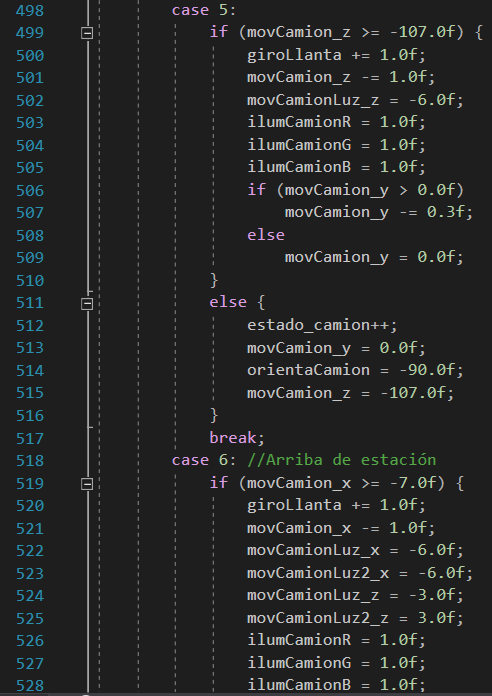 498 case 5:
499 if (movCamion_z >= -107.0f) {
500 giroLlanta += 1.0f;
501 movCamion_z -= 1.0f;
502 movCamionLuz_z = -6.0f;
503 ilumCamionR = 1.0f;
504 ilumCamionG = 1.0f;
505 ilumCamionB = 1.0f;
506 if (movCamion_y > 0.0f)
507 movCamion_y -= 0.3f;
508 else
509 movCamion_y = 0.0f;
510 }
511 else {
512 estado_camion++;
513 movCamion_y = 0.0f;
514 orientaCamion = -90.0f;
515 movCamion_z = -107.0f;
516 }
517 break;
518 case 6: //Arriba de estación
519 if (movCamion_x >= -7.0f) {
520 giroLlanta += 1.0f;
521 movCamion_x -= 1.0f;
522 movCamionLuz_x = -6.0f;
523 movCamionLuz2_x = -6.0f;
524 movCamionLuz_z = -3.0f;
525 movCamionLuz2_z = 3.0f;
526 ilumCamionR = 1.0f;
527 ilumCamionG = 1.0f;
528 ilumCamionB = 1.0f;